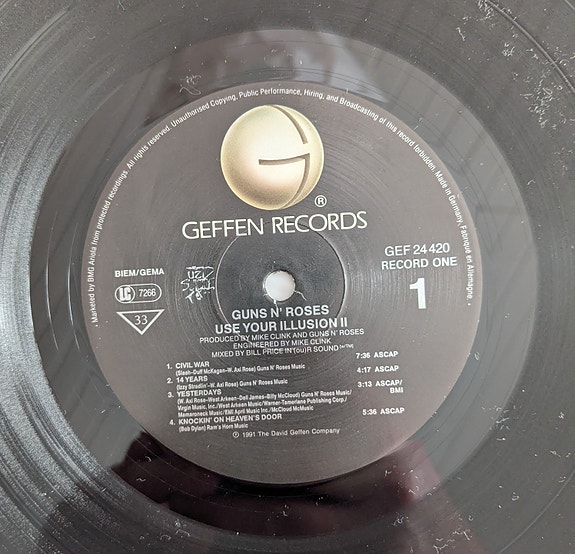 Marketed by BMG Ariola from protected recordings. All rights reserved. Unauthorised Copying, Public Performance, Hiring, and Broadcasting of this record forbidden. Made in Germany, Fabriqué en Allemagne
®
GEFFEN RECORDS
GEF 24 420
RECORD ONE
1
BIEM/GEMA
LC 7266
33
UZI
GUNS N' ROSES
USE YOUR ILLUSION II
PRODUCED BY MIKE CLINK AND GUNS N' ROSES
ENGINEERED BY MIKE CLINK
MIXED BY BILL PRICE IN (ou)R SOUND
1. CIVIL WAR 7:36 ASCAP
(Slash–Duff McKagen–W. Axl Rose) Guns N' Roses Music
2. 14 YEARS 4:17 ASCAP
(Izzy Stradlin'–W. Axl Rose) Guns N' Roses Music
3. YESTERDAYS 3:13 ASCAP/
BMI
(W. Axl Rose–West Arkeen–Del James–Billy McCloud) Guns N' Roses Music/
Virgin Music, Inc./West Arkeen Music/Warner-Tamerlane Publishing Corp./
Mamaroneck Music/EMI April Music Inc./McCloud McMusic
4. KNOCKIN' ON HEAVEN'S DOOR 5:36 ASCAP
(Bob Dylan) Ram's Horn Music
℗ 1991 The David Geffen Company